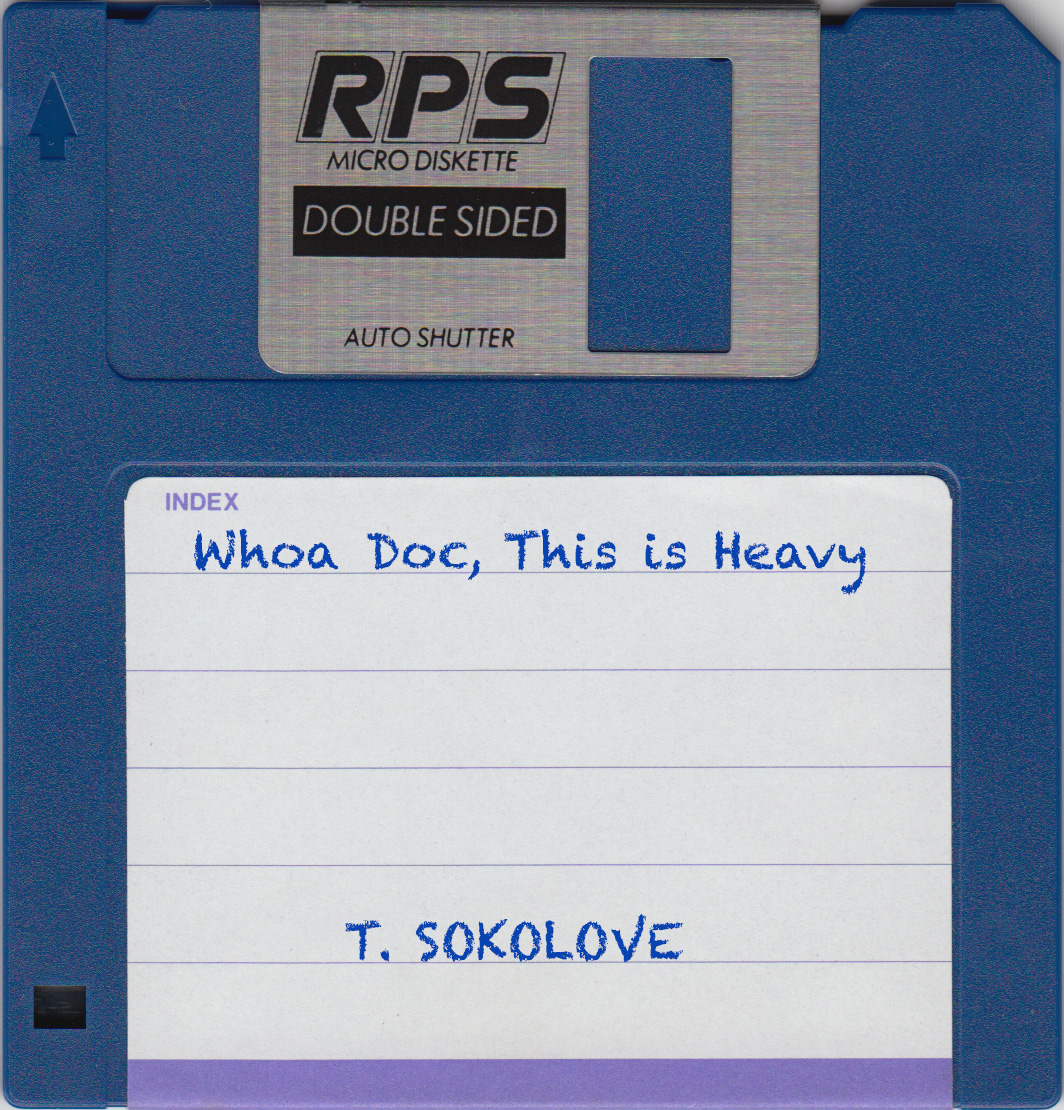 RPS
MICRO DISKETTE
DOUBLE SIDED
AUTO SHUTTER
INDEX
Whoa Doc, This is Heavy
T. SOKOLOVE